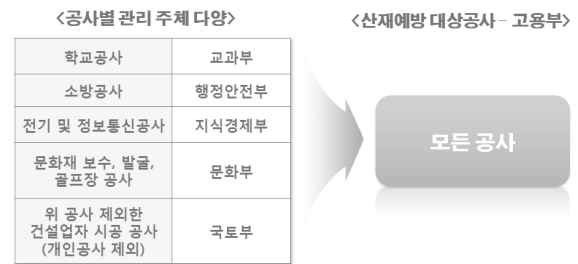 <공사별 관리 주체 다양>
<산재예방 대상공사 – 고용부>
학교공사 교과부
소방공사 행정안전부
전기 및 정보통신공사 지식경제부
문화재 보수, 발굴,
골프장 공사
문화부
위 공사 제외한
건설업자 시공 공사
(개인공사 제외)
국토부
모든 공사